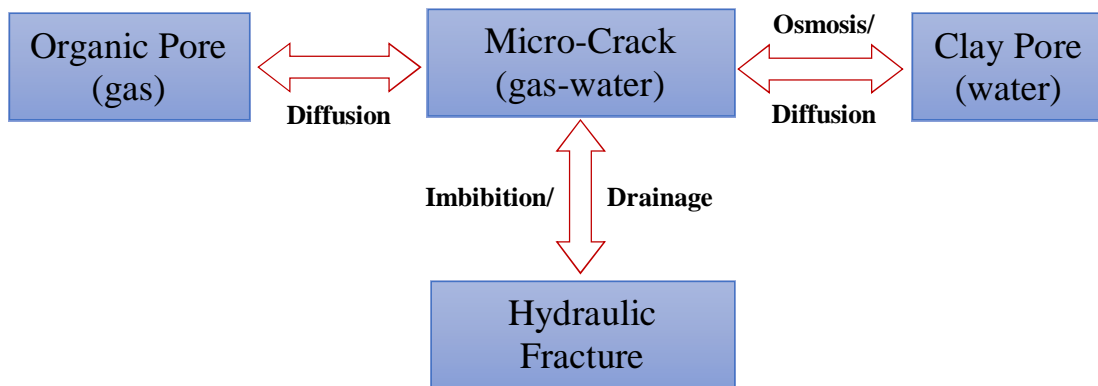 Organic Pore
(gas)
Diffusion
Micro-Crack
(gas-water)
Osmosis/
Diffusion
Clay Pore
(water)
Imbibition/
Drainage
Hydraulic
Fracture